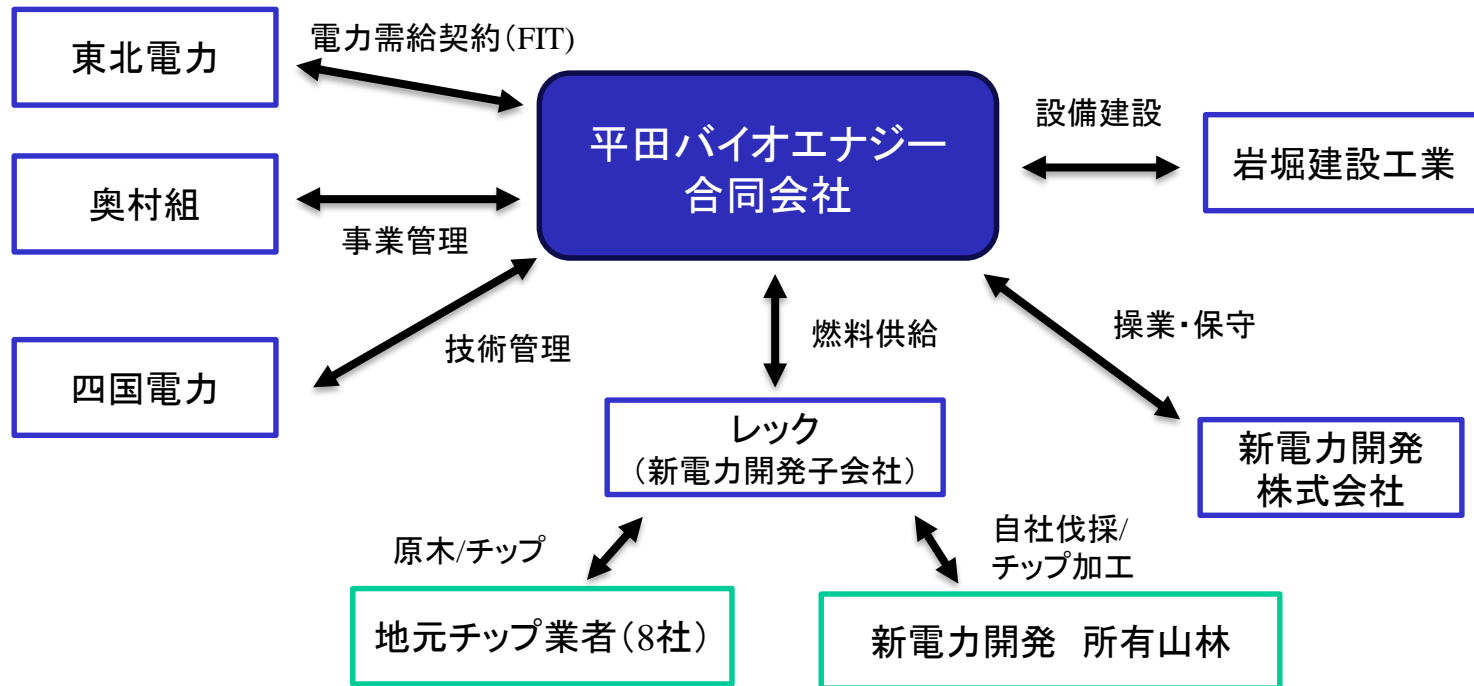 東北電力
電力需給契約（FIT)
平田バイオエナジー
合同会社
設備建設
岩堀建設工業
奥村組
事業管理
四国電力
技術管理
燃料供給
操業・保守
レック
（新電力開発子会社）
新電力開発
株式会社
原木/チップ
自社伐採/
チップ加工
地元チップ業者（8社）
新電力開発　所有山林